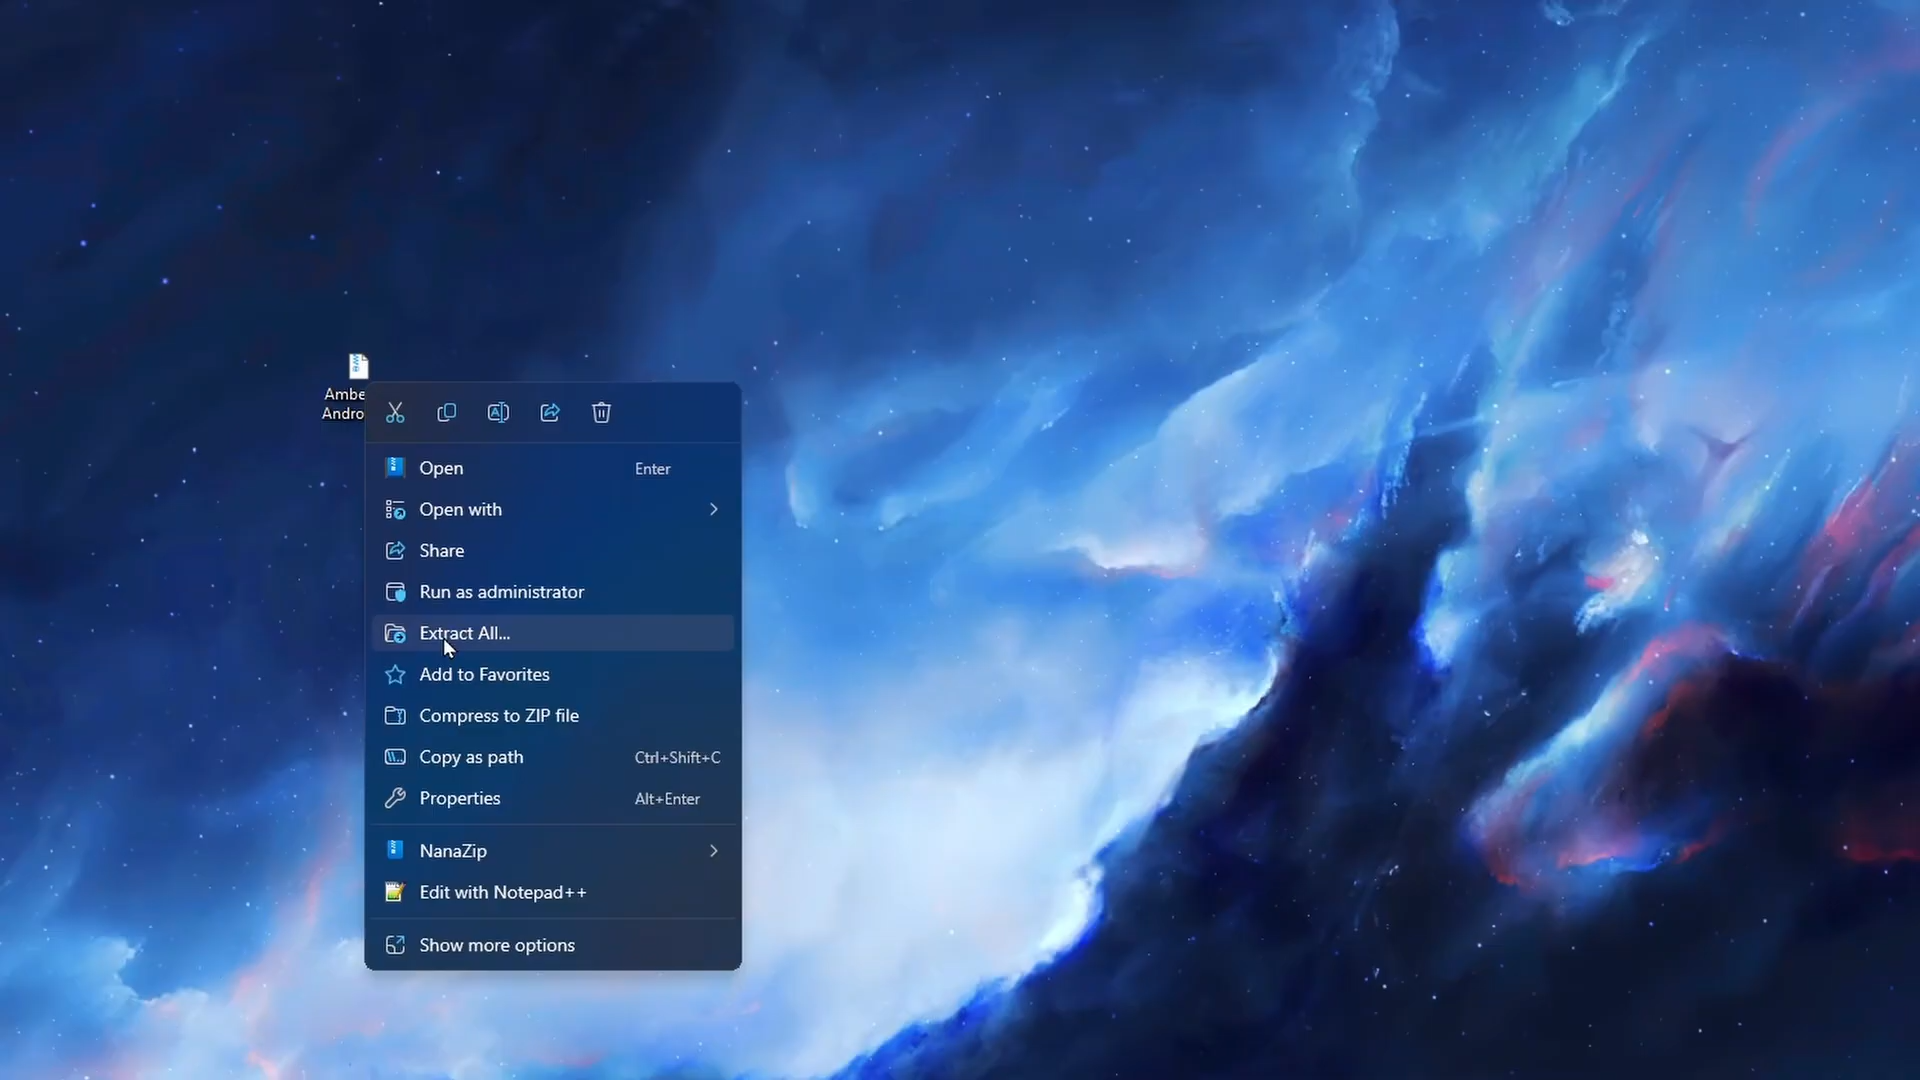 Ambe
Andro
Open Enter
Open with
Share
Run as administrator
Extract All...
Add to Favorites
Compress to ZIP file
Copy as path Ctrl+Shift+C
Properties Alt+Enter
NanaZip
Edit with Notepad++
Show more options